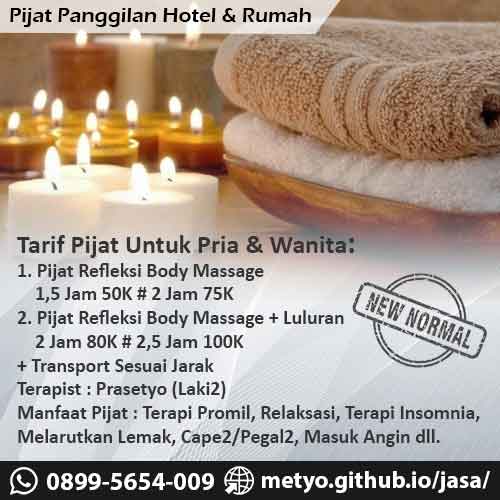 Pijat Panggilan Hotel & Rumah
Tarif Pijat Untuk Pria & Wanita:
1. Pijat Refleksi Body Massage
1,5 Jam 50K # 2 Jam 75K
2. Pijat Refleksi Body Massage + Luluran
2 Jam 80K # 2,5 Jam 100K
+ Transport Sesuai Jarak
Terapist : Prasetyo (Laki2)
Manfaat Pijat : Terapi Promil, Relaksasi, Terapi Insomnia,
Melarutkan Lemak, Cape2/Pegal2, Masuk Angin dll.
NEW NORMAL
0899-5654-009 metyo.github.io/jasa/